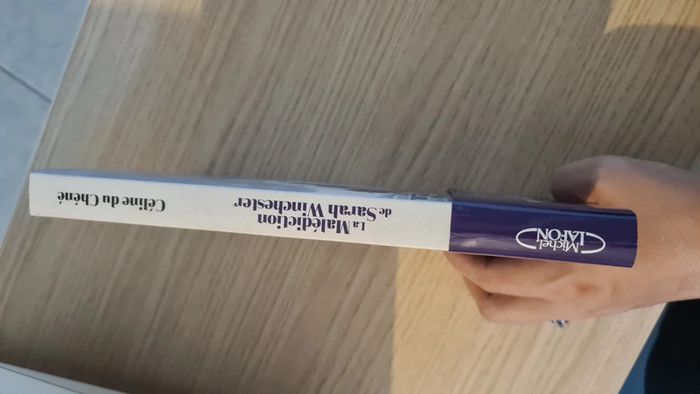 Michel
LAFON
La Malédiction
de Sarah Winchester
Céline du Chéné